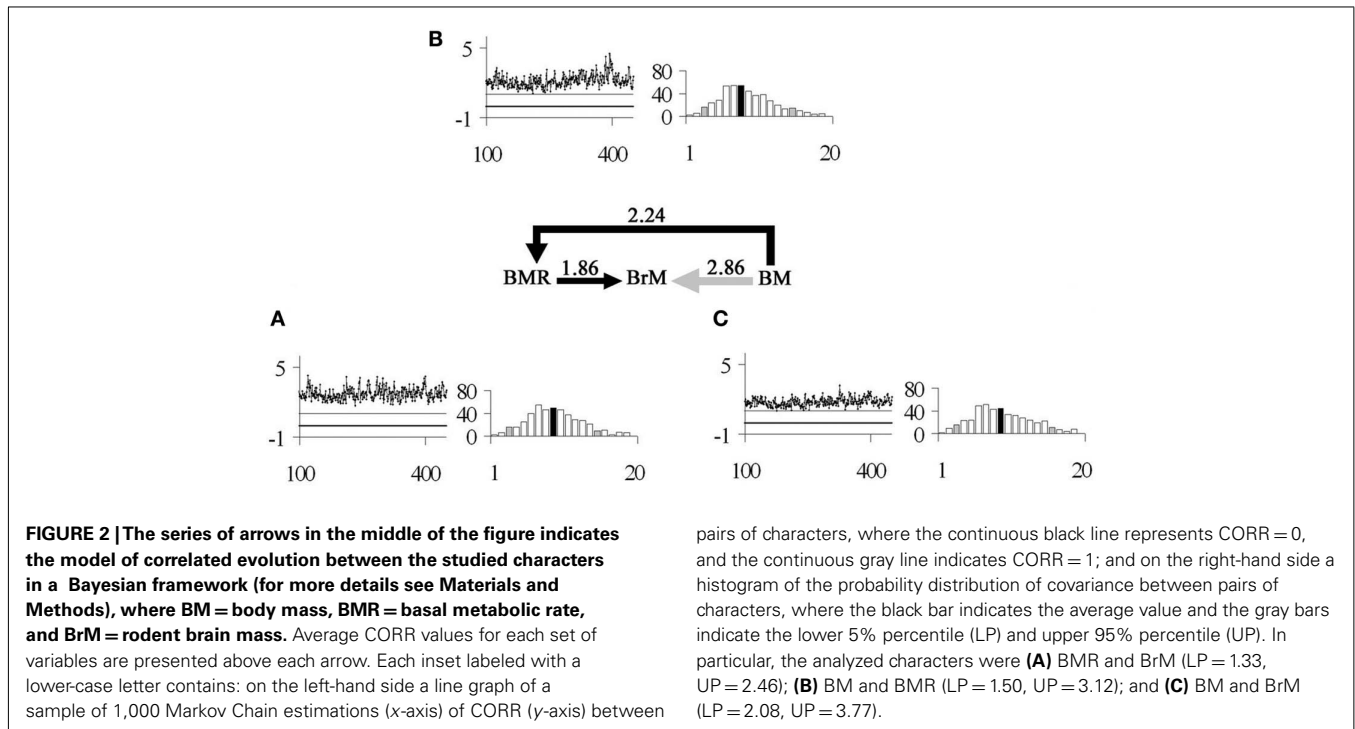 B
5
-1
100 400
80
40
0
1 20
2.24
1.86 2.86
BMR BrM BM
A
5
-1
100 400
80
40
0
1 20
C
5
-1
100 400
80
40
0
1 20
FIGURE 2 | The series of arrows in the middle of the figure indicates
the model of correlated evolution between the studied characters
in a Bayesian framework (for more details see Materials and
Methods), where BM = body mass, BMR = basal metabolic rate,
and BrM = rodent brain mass. Average CORR values for each set of
variables are presented above each arrow. Each inset labeled with a
lower-case letter contains: on the left-hand side a line graph of a
sample of 1,000 Markov Chain estimations (x-axis) of CORR (y-axis) between
pairs of characters, where the continuous black line represents CORR = 0,
and the continuous gray line indicates CORR = 1; and on the right-hand side a
histogram of the probability distribution of covariance between pairs of
characters, where the black bar indicates the average value and the gray bars
indicate the lower 5% percentile (LP) and upper 95% percentile (UP). In
particular, the analyzed characters were (A) BMR and BrM (LP = 1.33,
UP = 2.46); (B) BM and BMR (LP = 1.50, UP = 3.12); and (C) BM and BrM
(LP = 2.08, UP = 3.77).